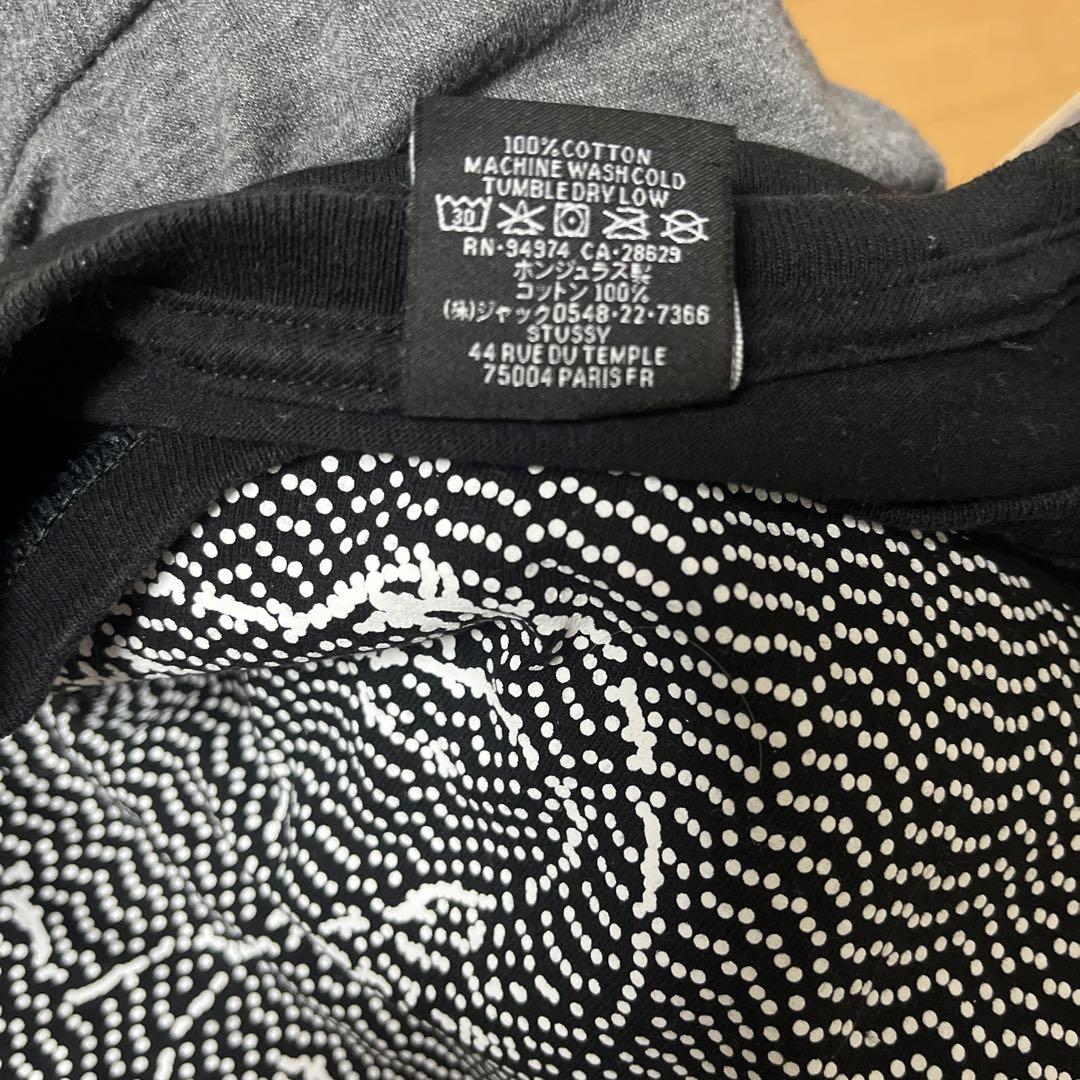 100% COTTON
MACHINE WASH COLD
TUMBLE DRY LOW
30
RN·94974 CA·28629
ホンジュラス製
コットン 100%
(株)ジャック0548·22·7366
STUSSY
44 RUE DU TEMPLE
75004 PARIS FR